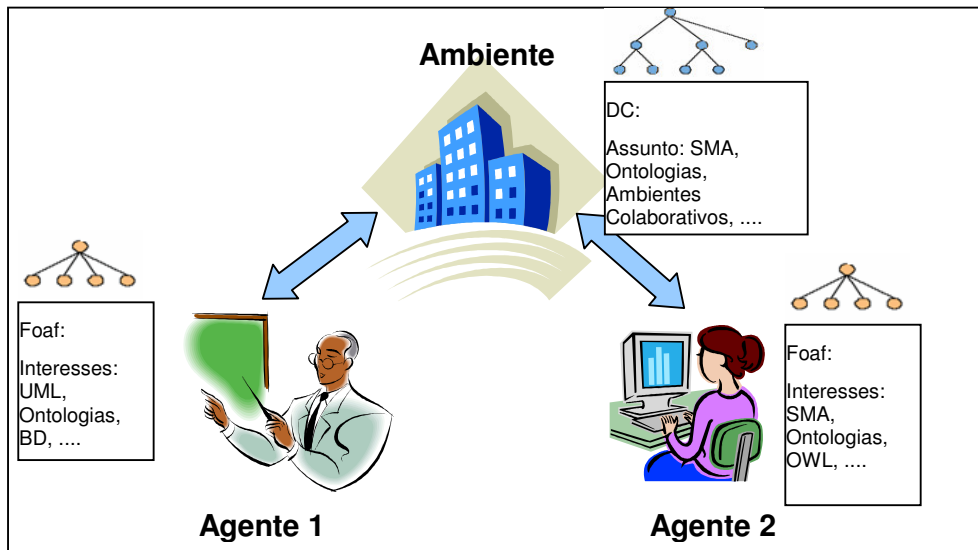 Ambiente
DC:
Assunto: SMA,
Ontologias,
Ambientes
Colaborativos, ....
Foaf:
Interesses:
UML,
Ontologias,
BD, ....
Foaf:
Interesses:
SMA,
Ontologias,
OWL, ....
Agente 1
Agente 2